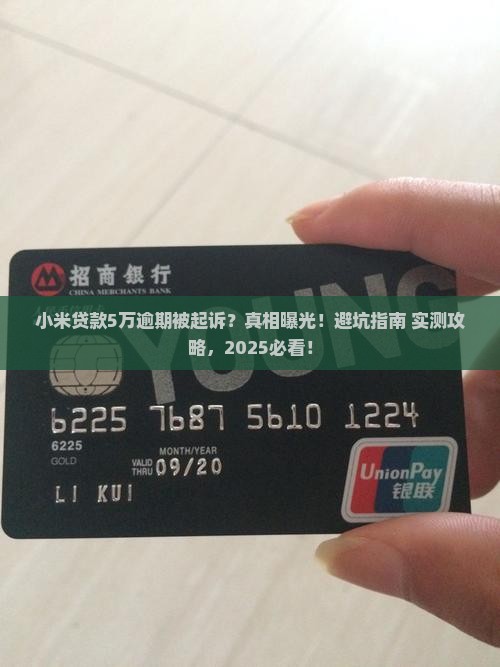 招商銀行
CHINA MERCHANTS BANK
YOUNG
小米贷款5万逾期被起诉？真相曝光！避坑指南 实测攻
略，2025必看！
6225 7687 5610 1224
6225
GOLD
MONTH/YEAR
VALID
THRU 09/20
LI KUI
UnionPay
银联